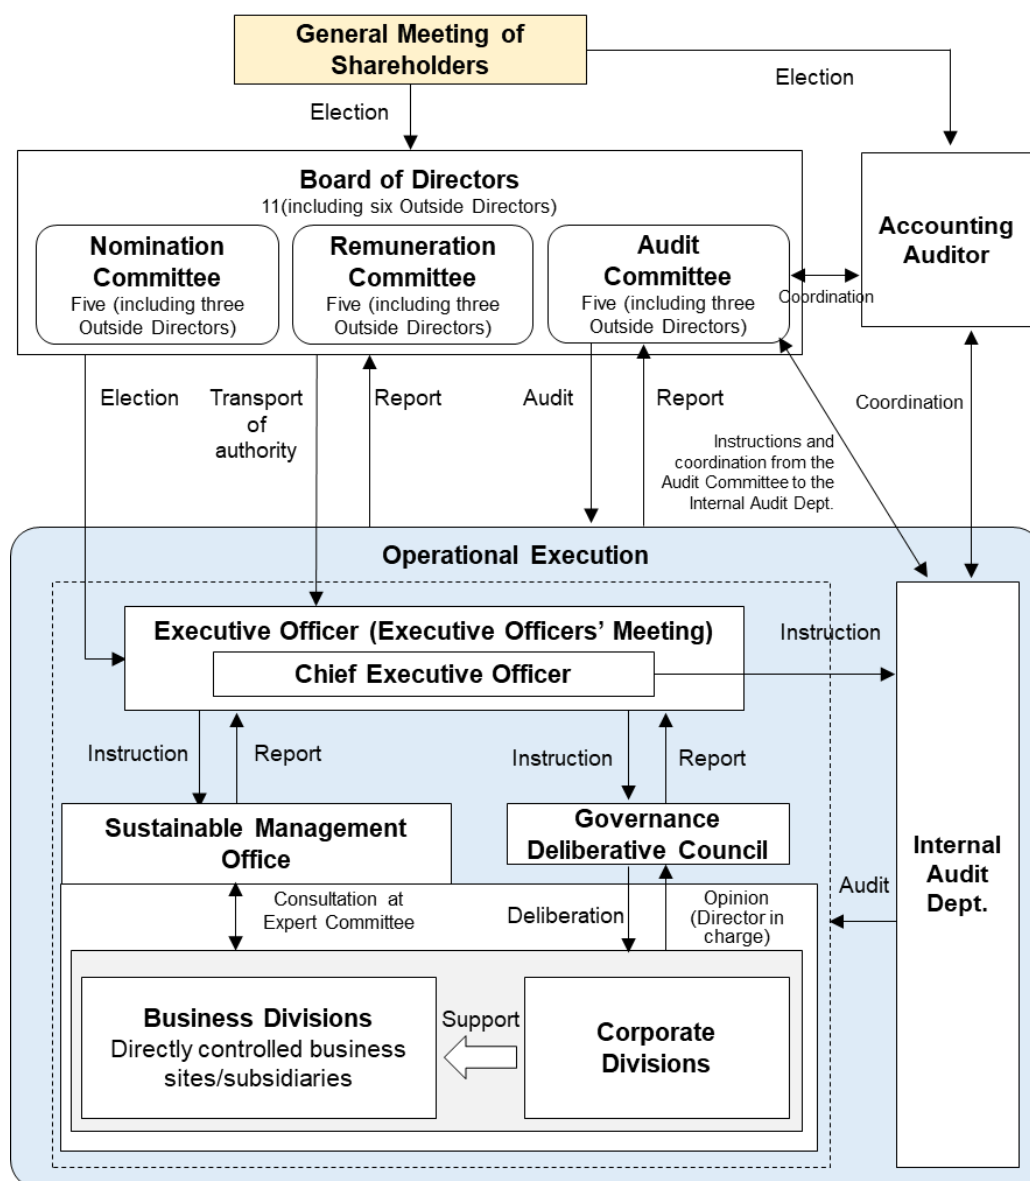 General Meeting of
Shareholders
Election
Election
Board of Directors
11(including six Outside Directors)
Nomination
Committee
Five (including three
Outside Directors)
Remuneration
Committee
Five (including three
Outside Directors)
Audit
Committee
Five (including three
Outside Directors)
Coordination
Accounting
Auditor
Election
Transport
of
authority
Report
Audit
Report
Instructions and
coordination from the
Audit Committee to the
Internal Audit Dept.
Coordination
Operational Execution
Executive Officer (Executive Officers’ Meeting)
Chief Executive Officer
Instruction
Instruction
Report
Instruction
Report
Sustainable Management
Office
Governance
Deliberative Council
Internal
Audit
Dept.
Audit
Consultation at
Expert Committee
Deliberation
Opinion
(Director in
charge)
Business Divisions
Directly controlled business
sites/subsidiaries
Support
Corporate
Divisions